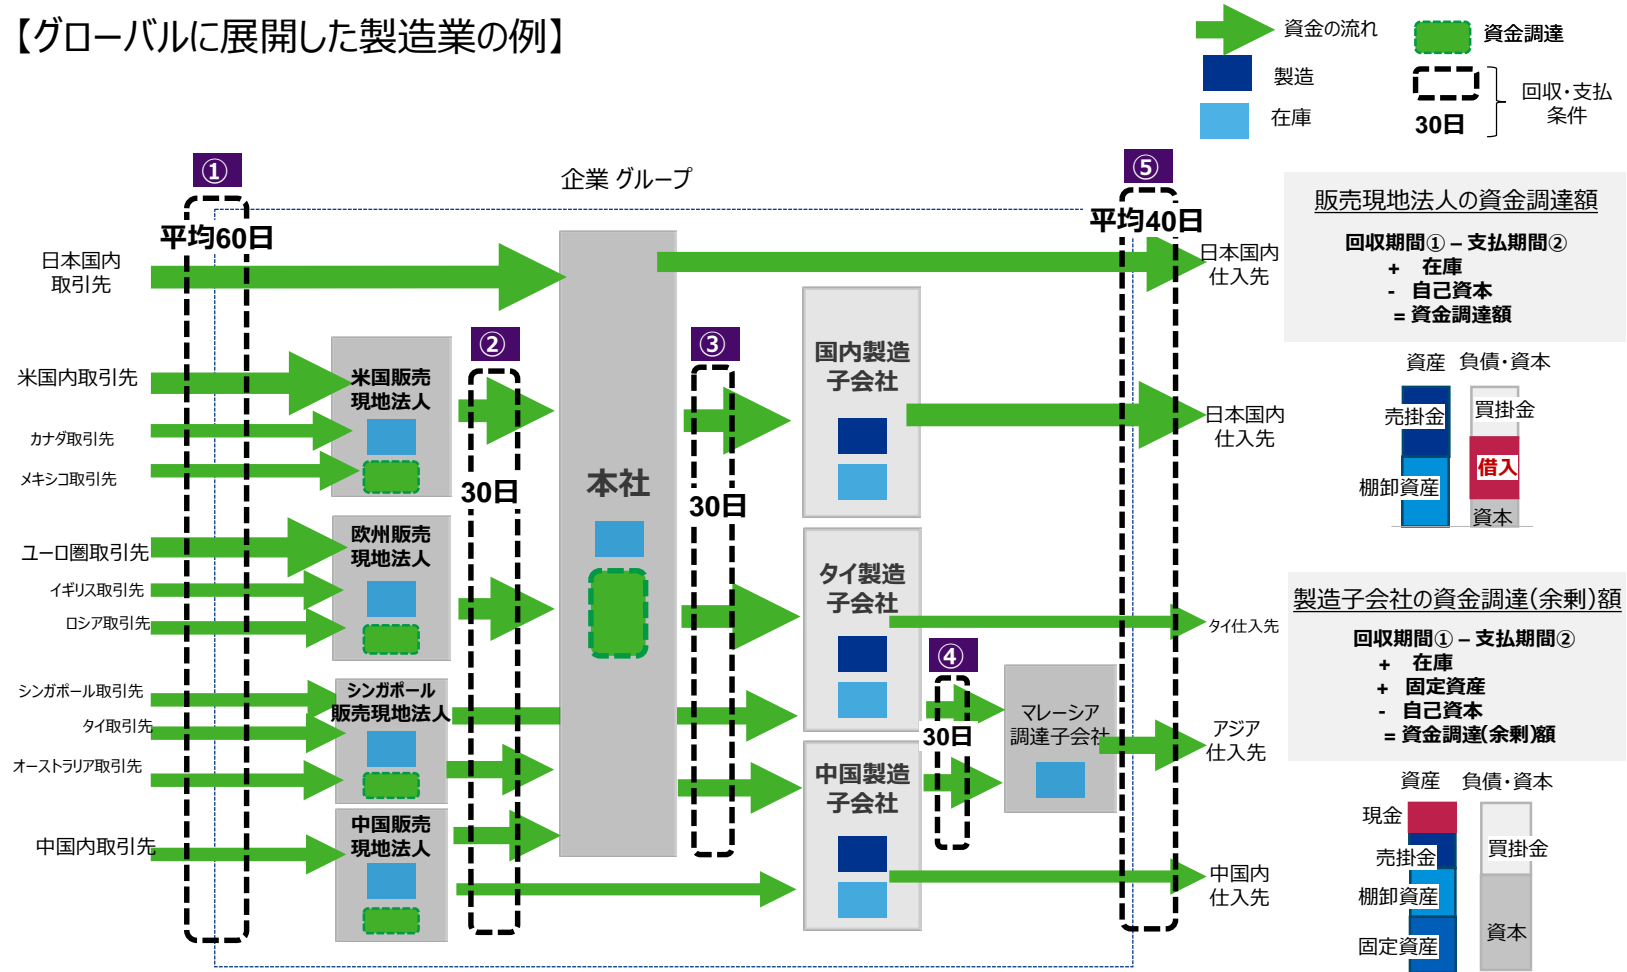 【グローバルに展開した製造業の例】
資金の流れ
資金調達
製造
在庫
30日
回収・支払
条件
企業 グループ
①
平均60日
⑤
平均40日
日本国内
取引先
米国内取引先
カナダ取引先
メキシコ取引先
ユーロ圏取引先
イギリス取引先
ロシア取引先
シンガポール取引先
タイ取引先
オーストラリア取引先
中国内取引先
米国販売
現地法人
欧州販売
現地法人
シンガポール
販売現地法人
中国販売
現地法人
②
30日
本社
③
30日
国内製造
子会社
タイ製造
子会社
中国製造
子会社
④
30日
マレーシア
調達子会社
日本国内
仕入先
日本国内
仕入先
タイ仕入先
アジア
仕入先
中国内
仕入先
販売現地法人の資金調達額
回収期間① – 支払期間②
+ 在庫
- 自己資本
= 資金調達額
資産 負債・資本
売掛金
買掛金
借入
棚卸資産
資本
製造子会社の資金調達(余剰)額
回収期間① – 支払期間②
+ 在庫
+ 固定資産
- 自己資本
= 資金調達(余剰)額
資産 負債・資本
現金
売掛金
買掛金
棚卸資産
固定資産
資本